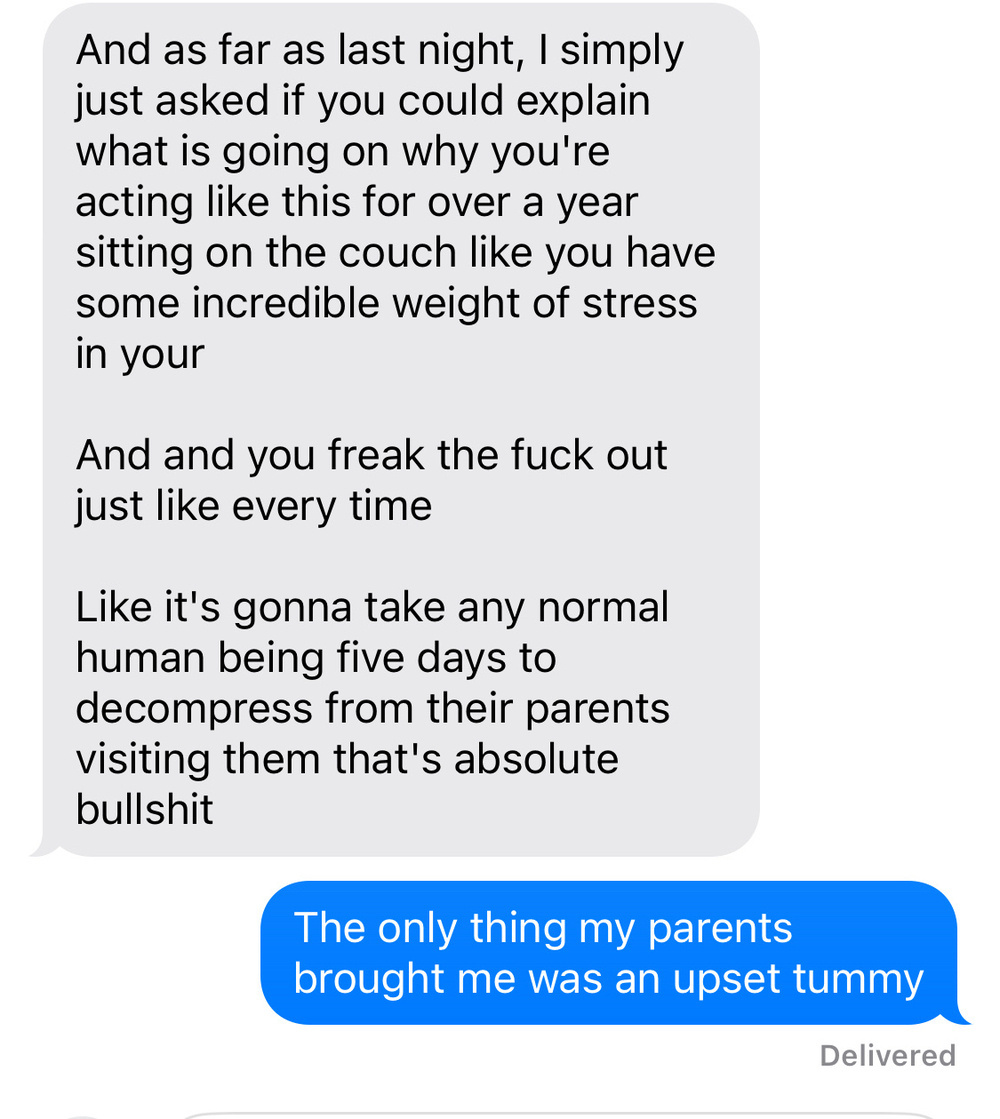 And as far as last night, I simply
just asked if you could explain
what is going on why you're
acting like this for over a year
sitting on the couch like you have
some incredible weight of stress
in your
And and you freak the fuck out
just like every time
Like it's gonna take any normal
human being five days to
decompress from their parents
visiting them that's absolute
bullshit
The only thing my parents
brought me was an upset tummy
Delivered